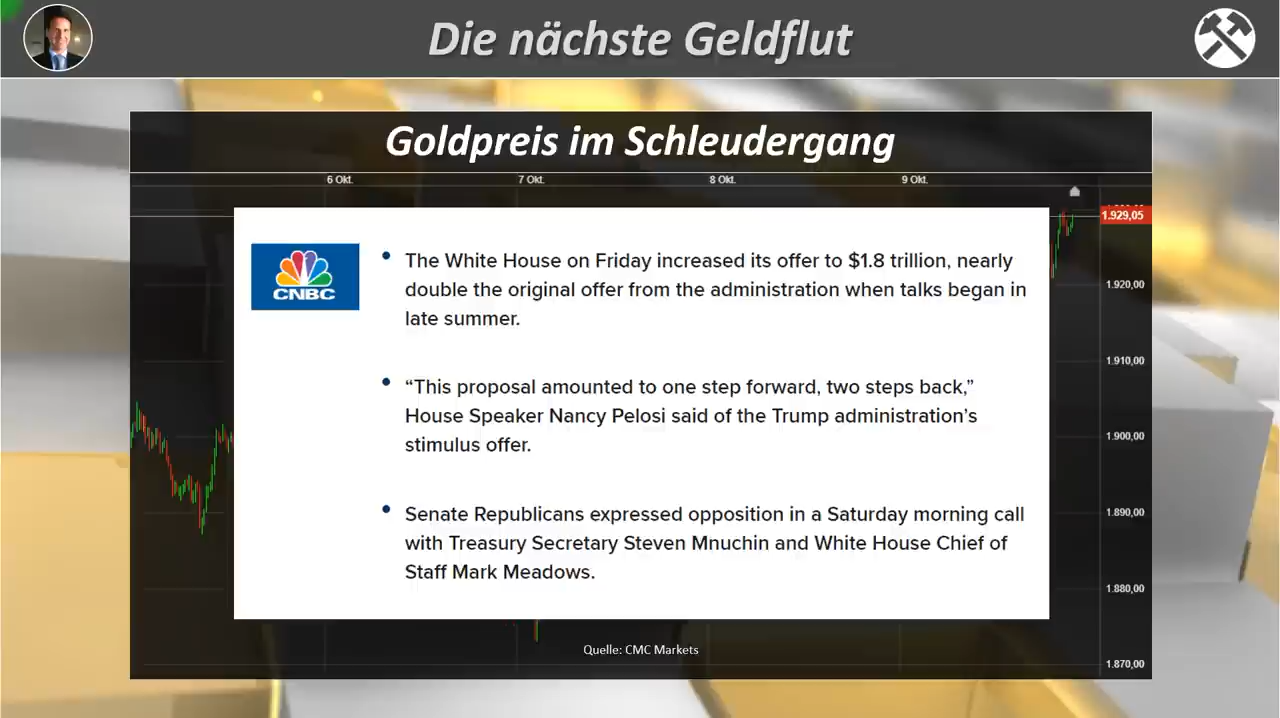 Die nächste Geldflut
Goldpreis im Schleudergang
6 Okt. 7 Okt. 8 Okt. 9 Okt.
1.929,05
CNBC
• The White House on Friday increased its offer to $1.8 trillion, nearly
double the original offer from the administration when talks began in
late summer.
• “This proposal amounted to one step forward, two steps back,”
House Speaker Nancy Pelosi said of the Trump administration’s
stimulus offer.
• Senate Republicans expressed opposition in a Saturday morning call
with Treasury Secretary Steven Mnuchin and White House Chief of
Staff Mark Meadows.
1.920,00
1.910,00
1.900,00
1.890,00
1.880,00
1.870,00
Quelle: CMC Markets